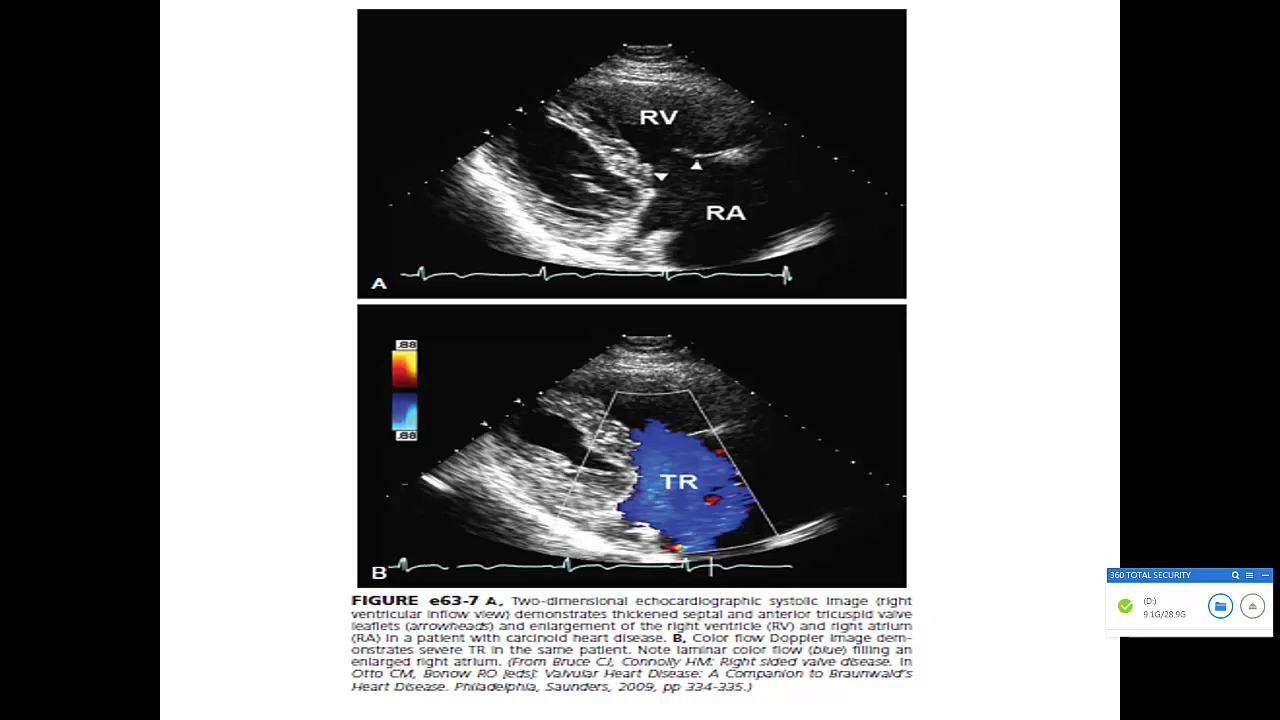 RV
RA
A
.88
.88
TR
B
FIGURE e63-7 A, Two-dimensional echocardiographic systolic image (right
ventricular inflow view) demonstrates thickened septal and anterior tricuspid valve
leaflets (arrowheads) and enlargement of the right ventricle (RV) and right atrium
(RA) in a patient with carcinoid heart disease. B, Color flow Doppler image dem-
onstrates severe TR in the same patient. Note laminar color flow (blue) filling an
enlarged right atrium. (From Bruce CJ, Connolly HM: Right sided valve disease. In
Otto CM, Bonow RO [eds]: Valvular Heart Disease: A Companion to Braunwald's
Heart Disease. Philadelphia, Saunders, 2009, pp 334-335.)
360 TOTAL SECURITY
(D:)
9.1G/28.9G